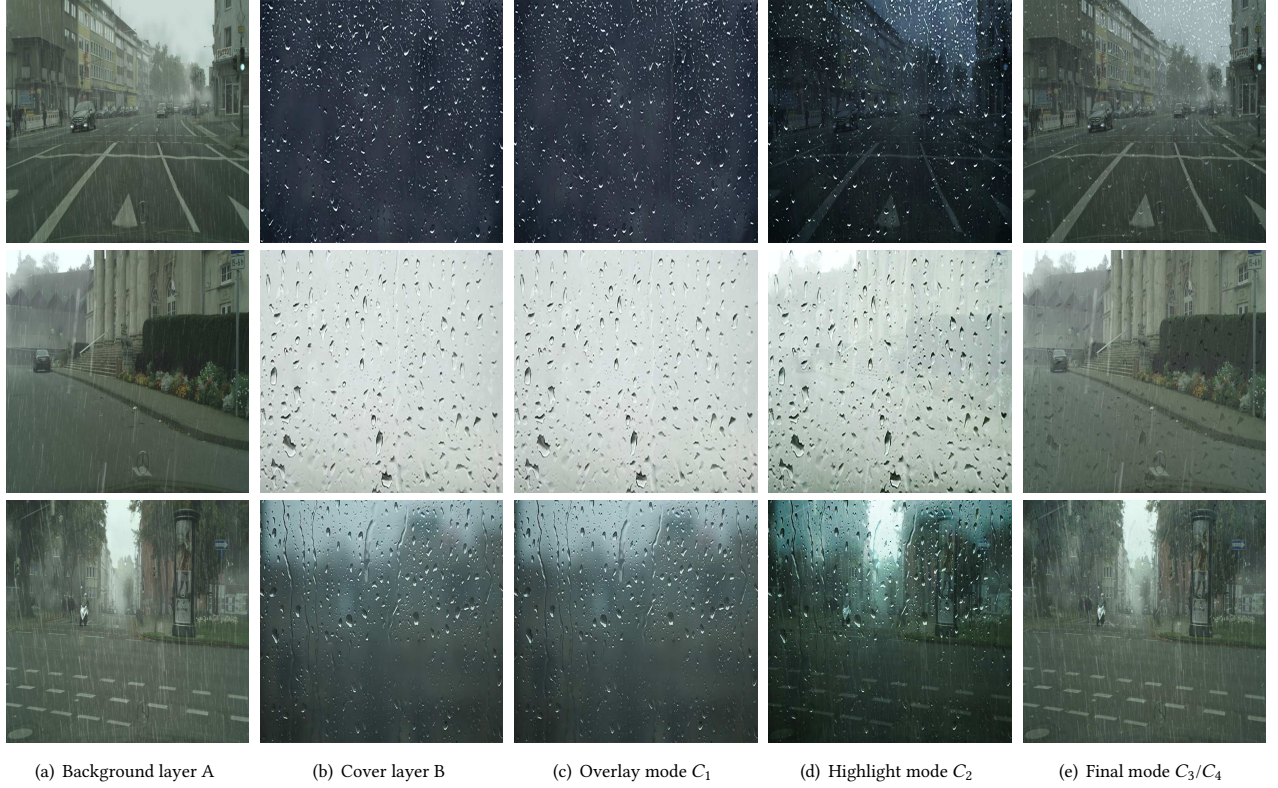 (a) Background layer A
(b) Cover layer B
(c) Overlay mode C₁
(d) Highlight mode C₂
(e) Final mode C₃/C₄